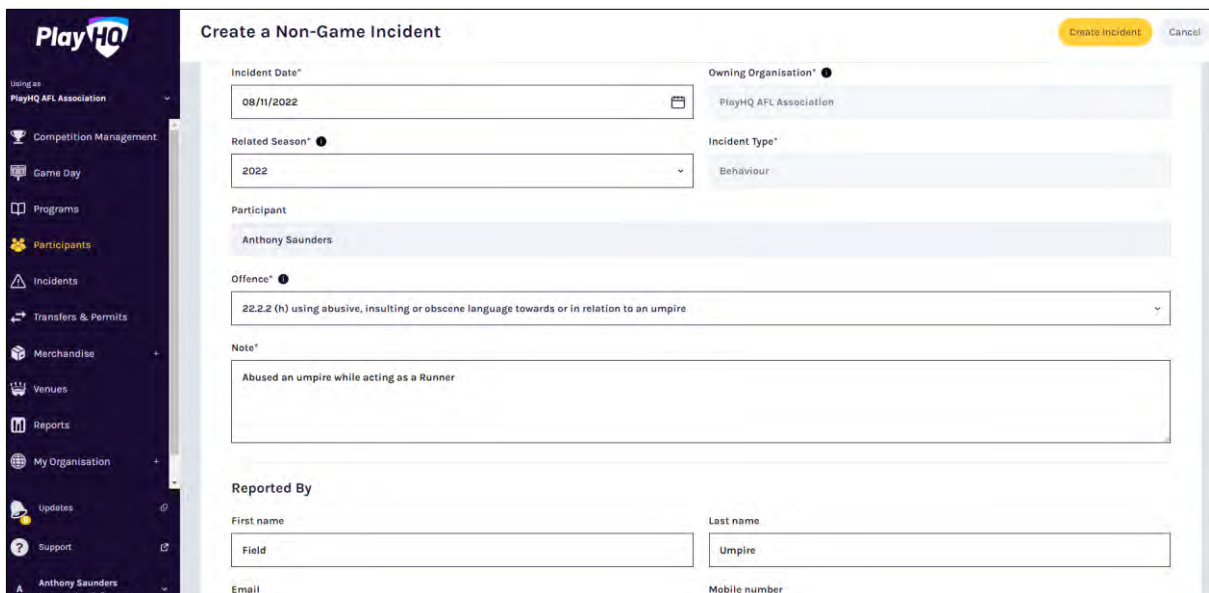 PlayHQ
Create a Non-Game Incident
Create Incident
Cancel
Using as
PlayHQ AFL Association
Competition Management
Game Day
Programs
Participants
Incidents
Transfers & Permits
Merchandise +
Venues
Reports
My Organisation +
Updates
Support
A Anthony Saunders
Incident Date*
Owning Organisation*
08/11/2022
PlayHQ AFL Association
Related Season*
Incident Type*
2022
Behaviour
Participant
Anthony Saunders
Offence*
22.2.2 (h) using abusive, insulting or obscene language towards or in relation to an umpire
Note*
Abused an umpire while acting as a Runner
Reported By
First name
Last name
Field
Umpire
Email
Mobile number